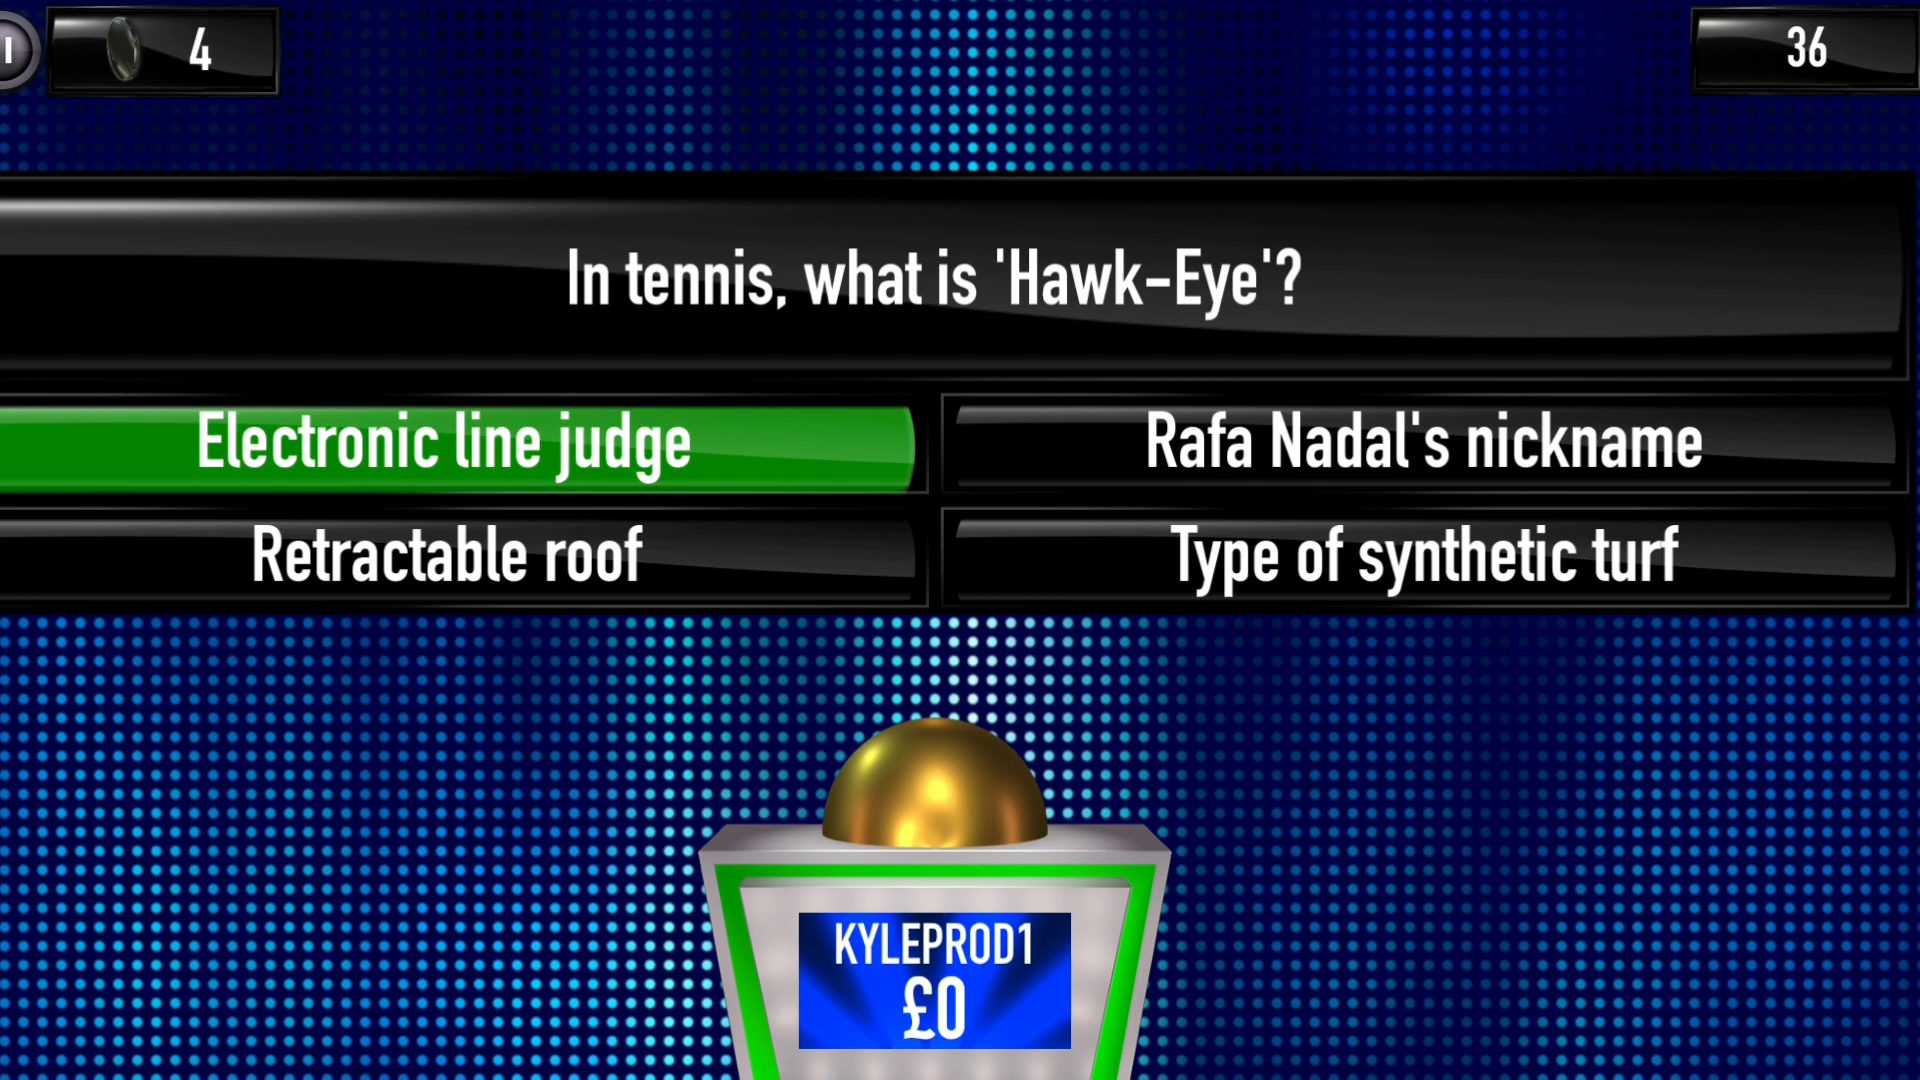 4
36
In tennis, what is 'Hawk-Eye'?
Electronic line judge
Rafa Nadal's nickname
Retractable roof
Type of synthetic turf
KYLEPROD1
£0